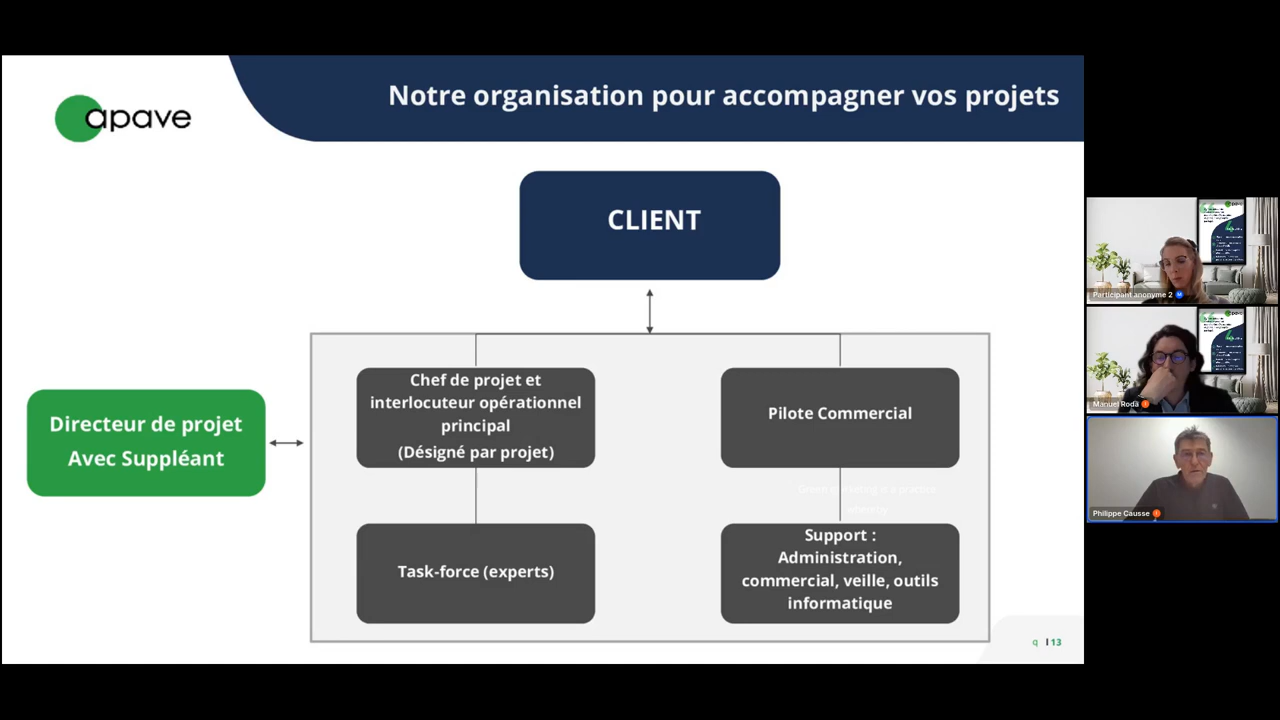 Notre organisation pour accompagner vos projets
apave
CLIENT
Directeur de projet
Avec Suppléant
Chef de projet et
interlocuteur opérationnel
principal
(Désigné par projet)
Pilote Commercial
Task-force (experts)
Support :
Administration,
commercial, veille, outils
informatique
q | 13
Participant anonyme 2
Manuel Roda
Philippe Causse